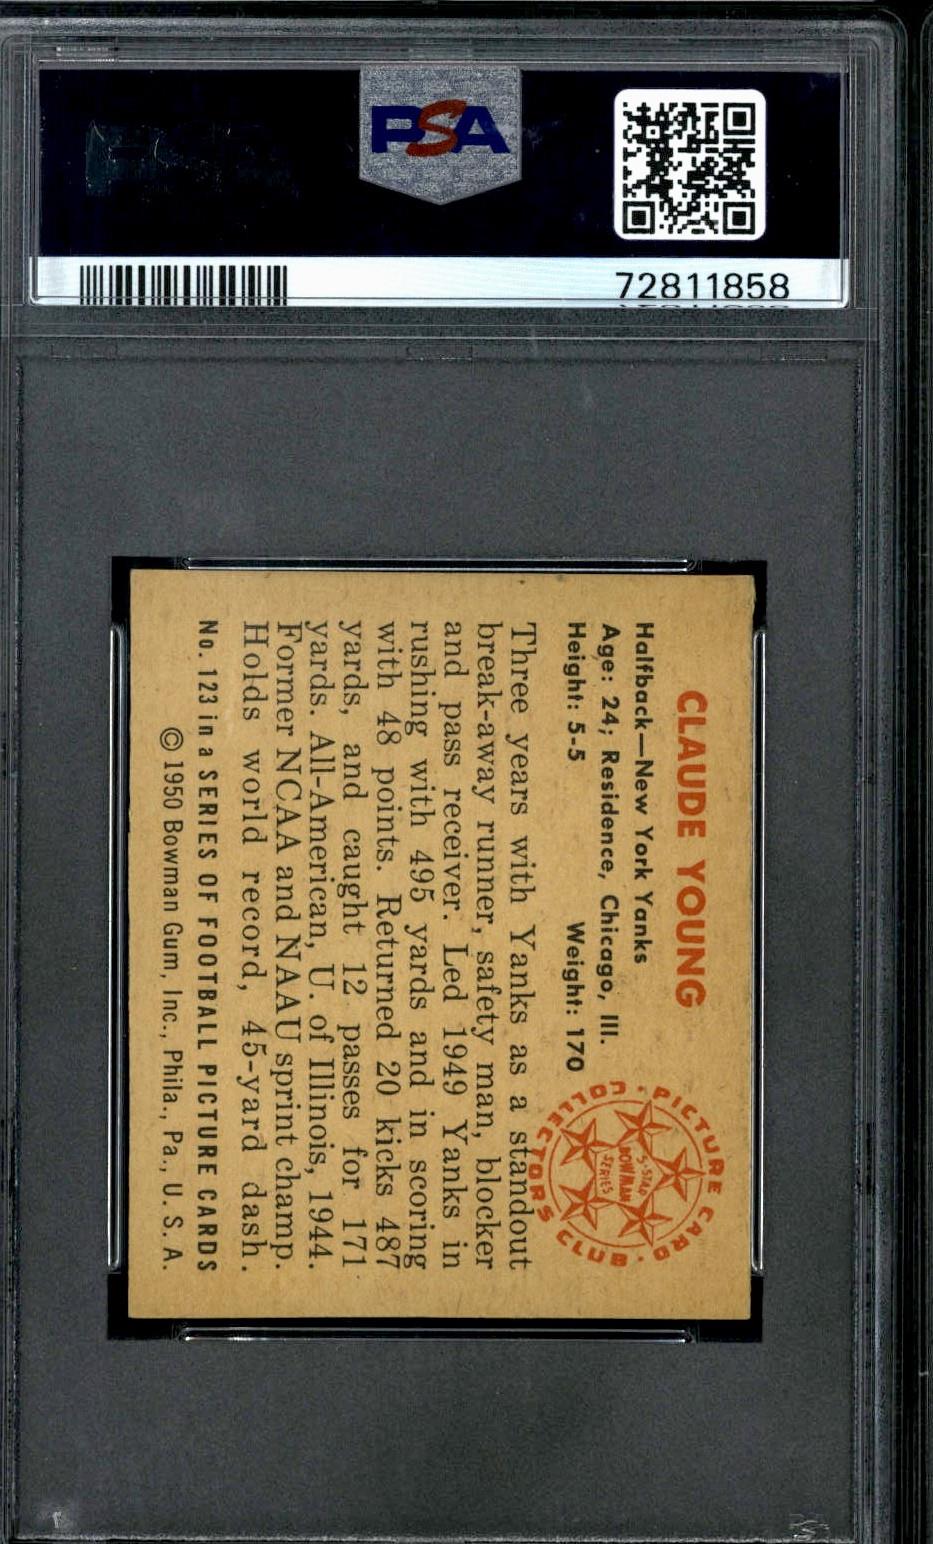 PSA
72811858
CLAUDE YOUNG
Halfback—New York Yanks
Age: 24; Residence, Chicago, Ill.
Height: 5-5 Weight: 170
PICTURE CARD COLLECTORS CLUB
5-STAR
BOWMAN
SERIES
Three years with Yanks as a standout
break-away runner, safety man, blocker
and pass receiver. Led 1949 Yanks in
rushing with 495 yards and in scoring
with 48 points. Returned 20 kicks 487
yards, and caught 12 passes for 171
yards. All-American, U. of Illinois, 1944.
Former NCAA and NAAU sprint champ.
Holds world record, 45-yard dash.
No. 123 in a SERIES OF FOOTBALL PICTURE CARDS
© 1950 Bowman Gum, Inc., Phila., Pa., U. S. A.